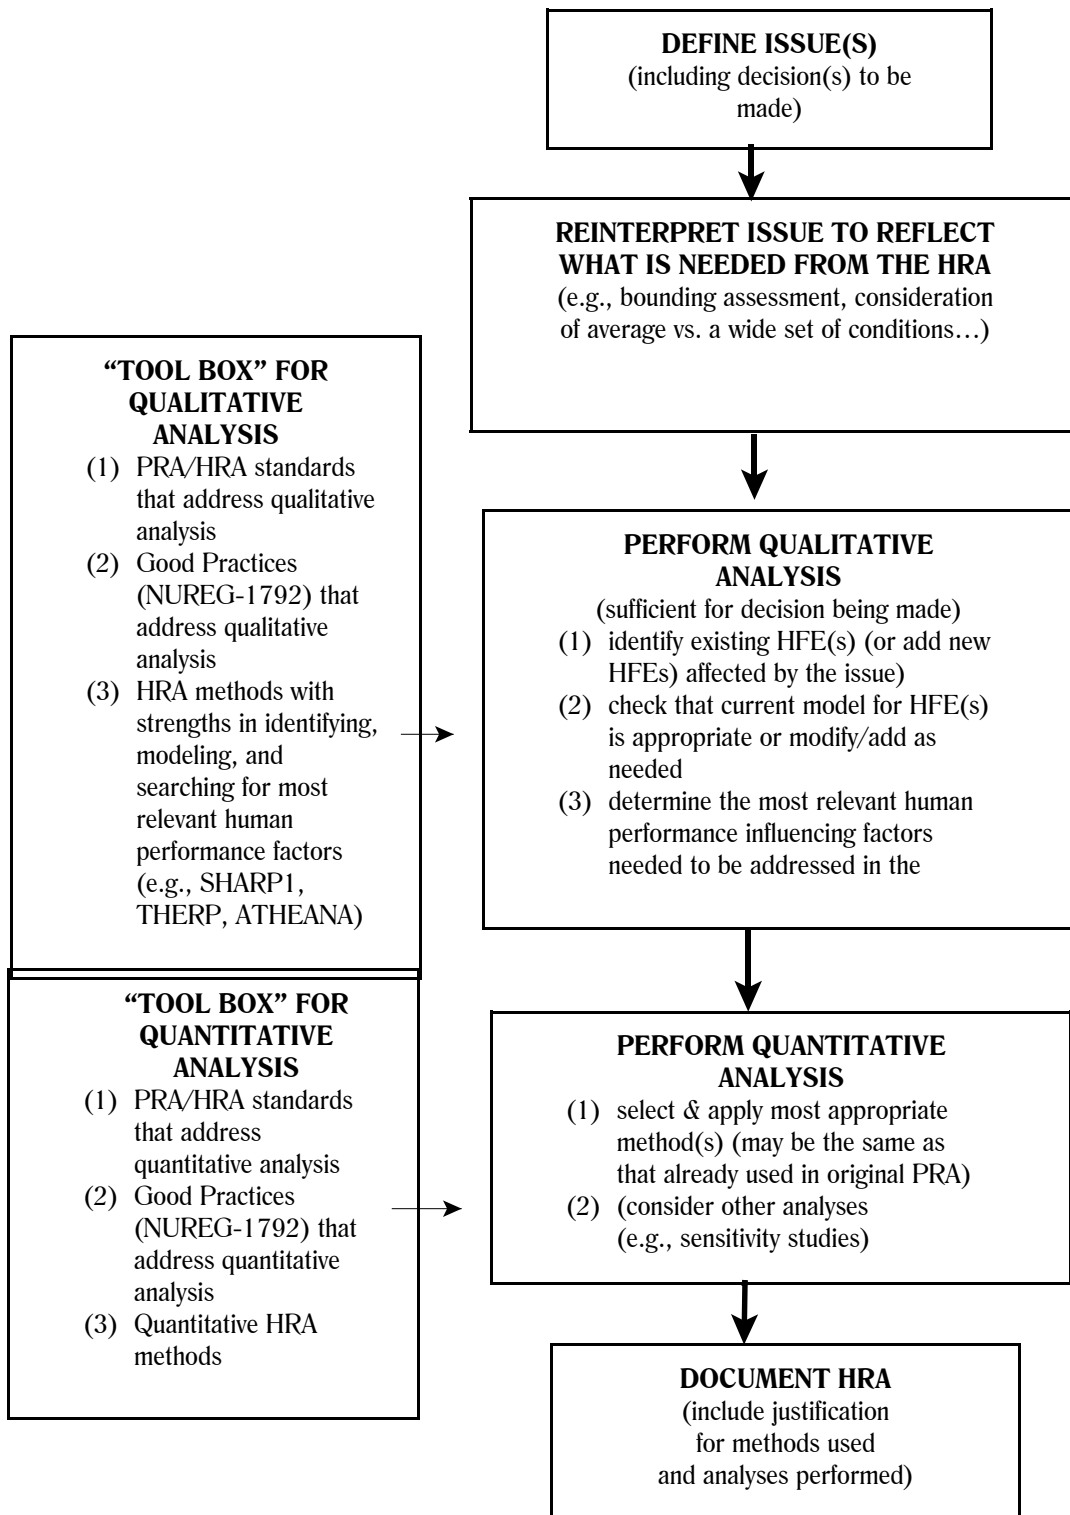 DEFINE ISSUE(S)
(including decision(s) to be
made)
REINTERPRET ISSUE TO REFLECT
WHAT IS NEEDED FROM THE HRA
(e.g., bounding assessment, consideration
of average vs. a wide set of conditions…)
“TOOL BOX” FOR
QUALITATIVE
ANALYSIS
(1) PRA/HRA standards
that address qualitative
analysis
(2) Good Practices
(NUREG-1792) that
address qualitative
analysis
(3) HRA methods with
strengths in identifying,
modeling, and
searching for most
relevant human
performance factors
(e.g., SHARP1,
THERP, ATHEANA)
PERFORM QUALITATIVE
ANALYSIS
(sufficient for decision being made)
(1) identify existing HFE(s) (or add new
HFEs) affected by the issue)
(2) check that current model for HFE(s)
is appropriate or modify/add as
needed
(3) determine the most relevant human
performance influencing factors
needed to be addressed in the
“TOOL BOX” FOR
QUANTITATIVE
ANALYSIS
(1) PRA/HRA standards
that address
quantitative analysis
(2) Good Practices
(NUREG-1792) that
address quantitative
analysis
(3) Quantitative HRA
methods
PERFORM QUANTITATIVE
ANALYSIS
(1) select & apply most appropriate
method(s) (may be the same as
that already used in original PRA)
(2) (consider other analyses
(e.g., sensitivity studies)
DOCUMENT HRA
(include justification
for methods used
and analyses performed)